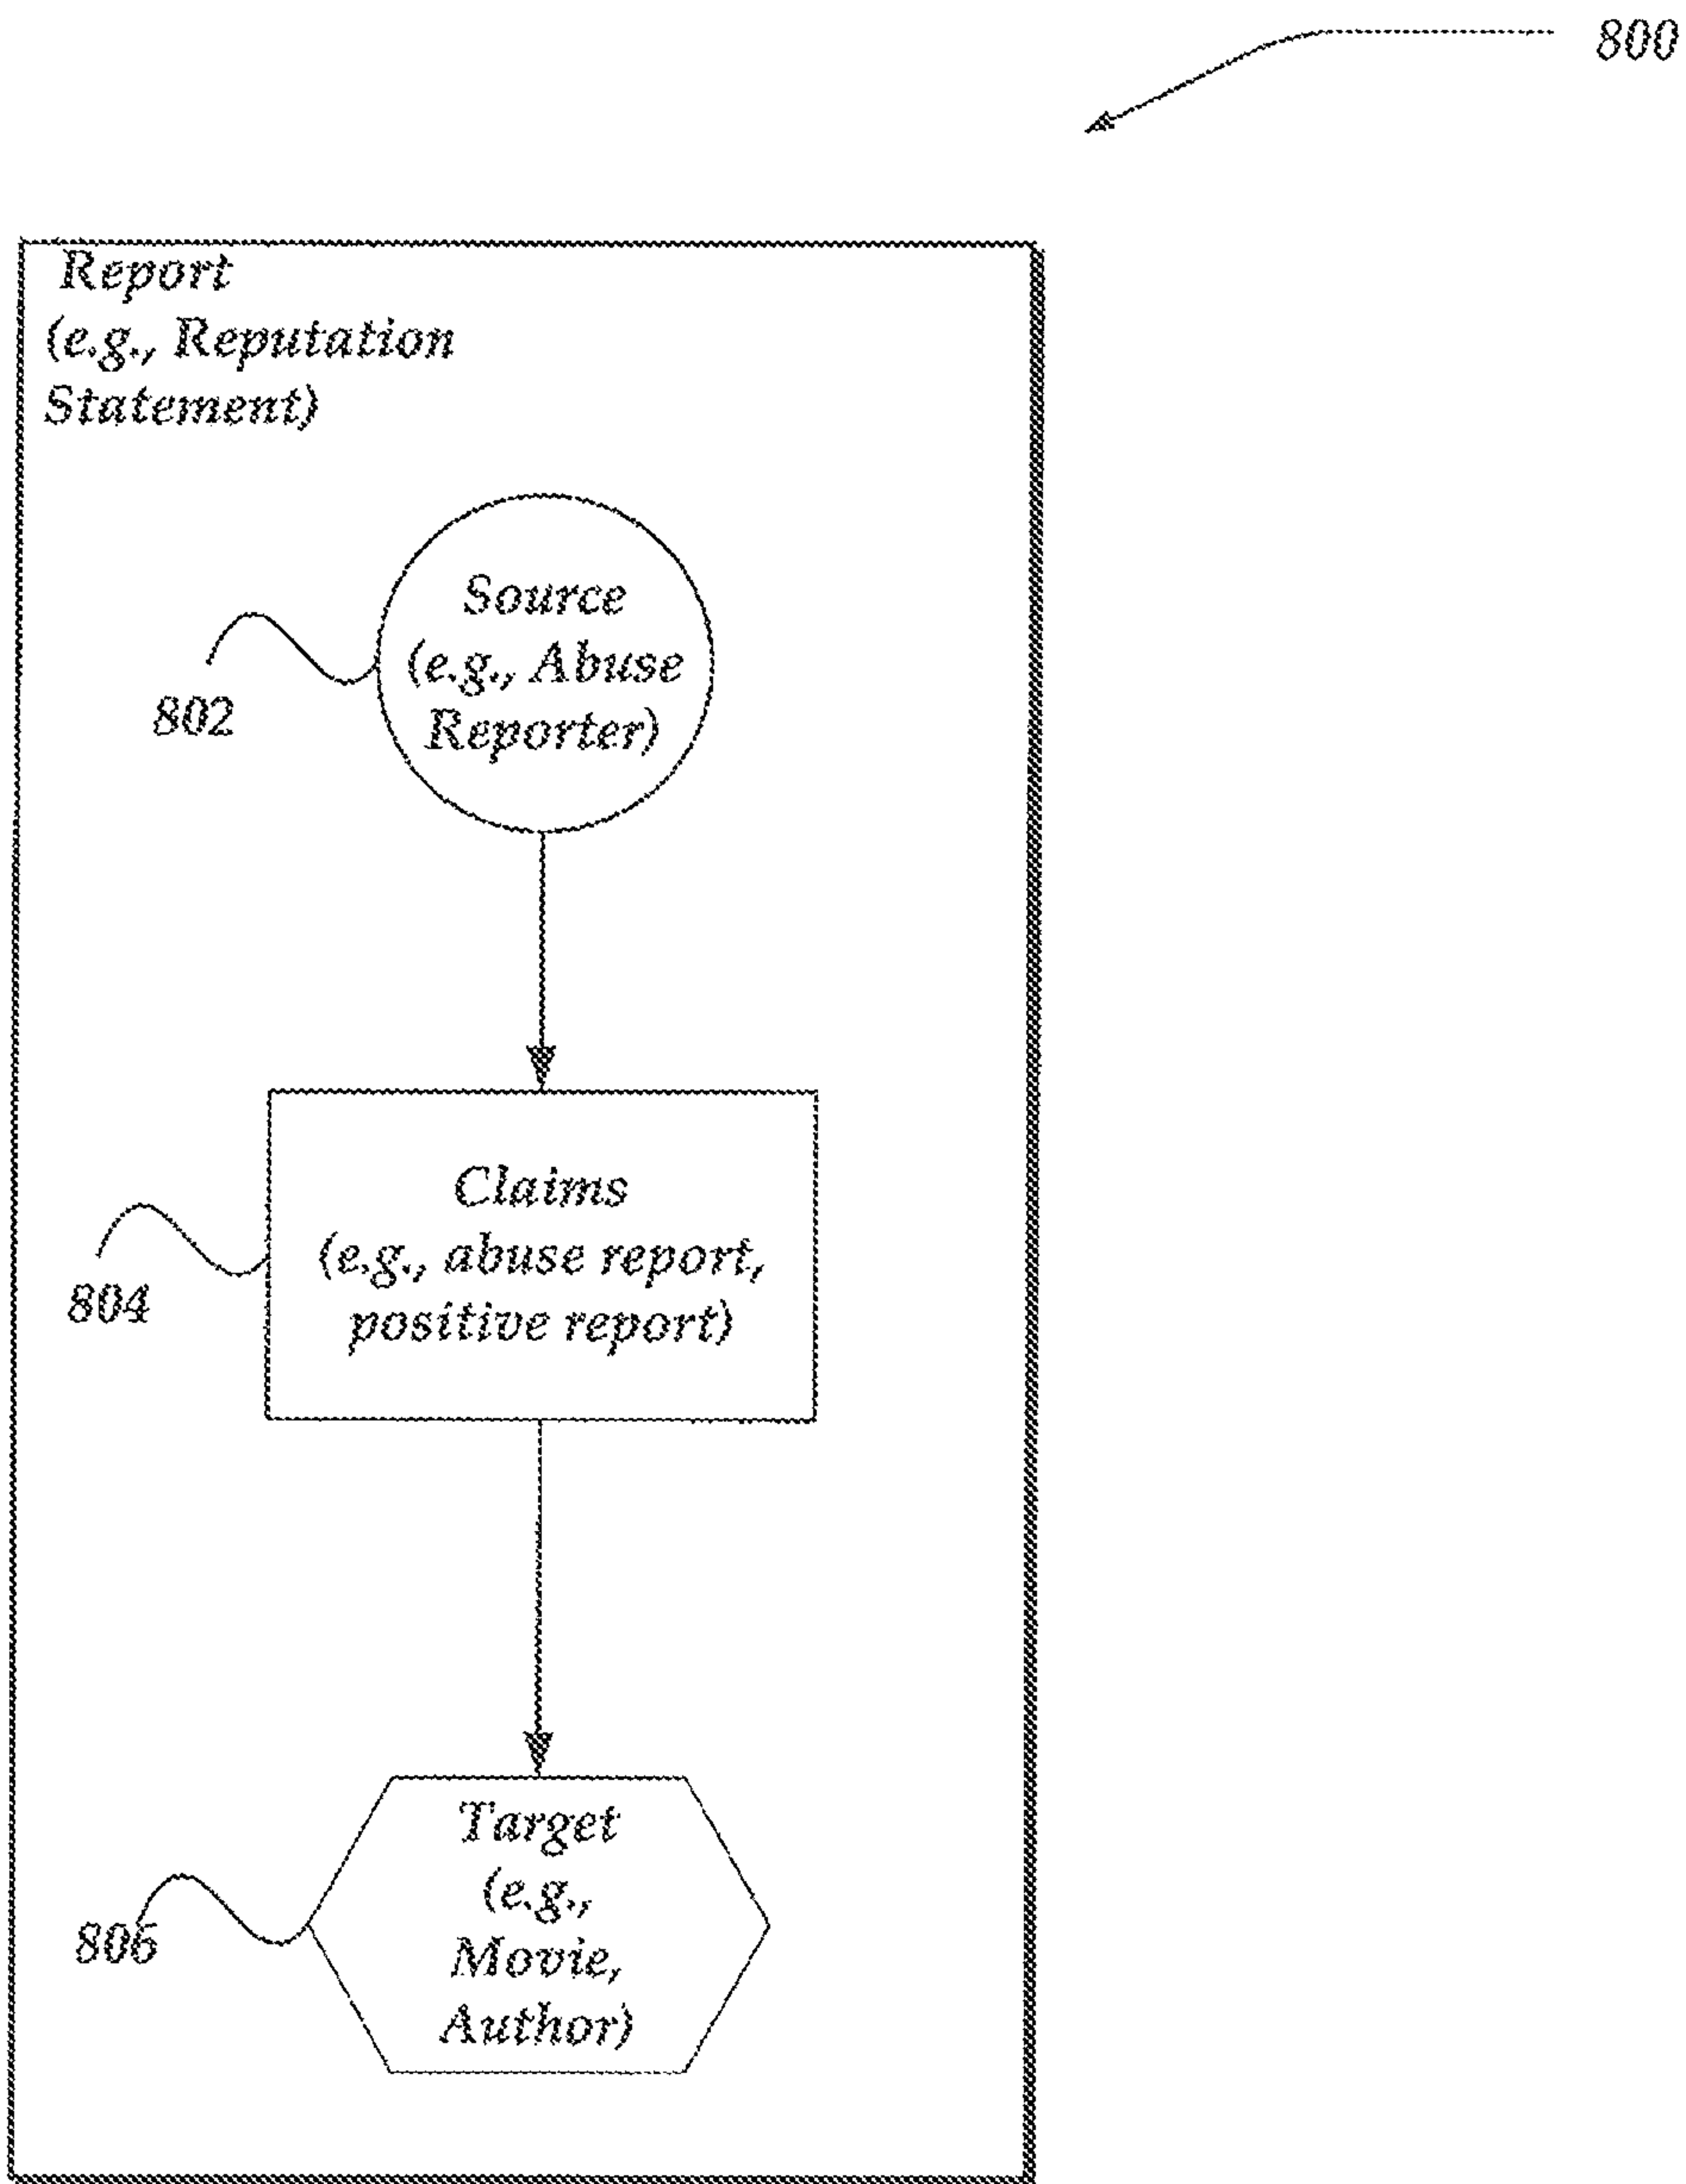 800
Report
(e.g., Reputation
Statement)
Source
(e.g., Abuse
Reporter)
802
Claims
(e.g., abuse report,
positive report)
804
Target
(e.g.,
Movie,
Author)
806